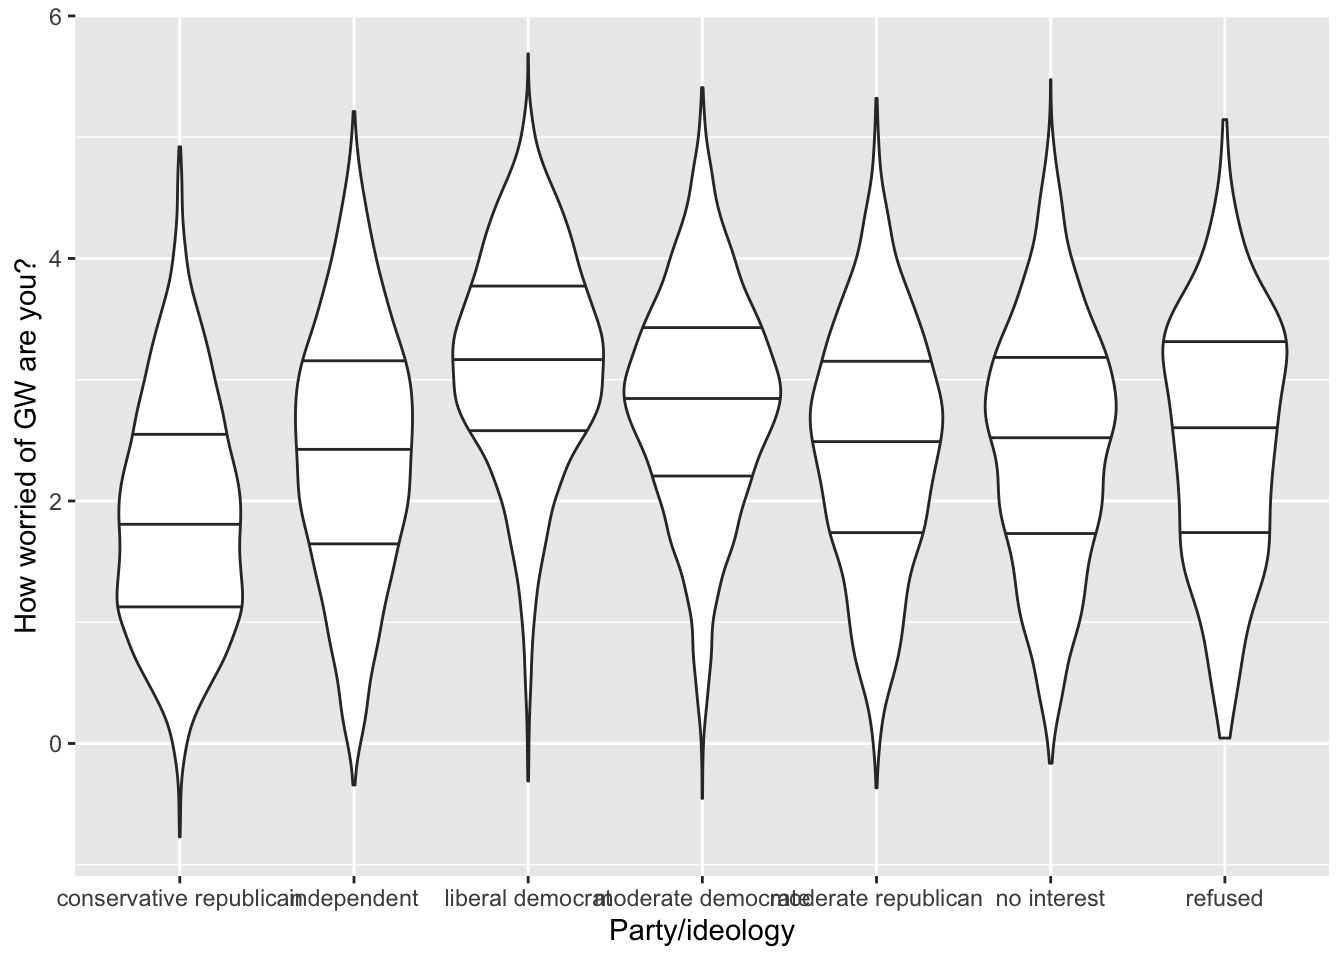 6
4
2
0
How worried of GW are you?
conservative republican independent liberal democrat moderate democrat moderate republican no interest refused
Party/ideology